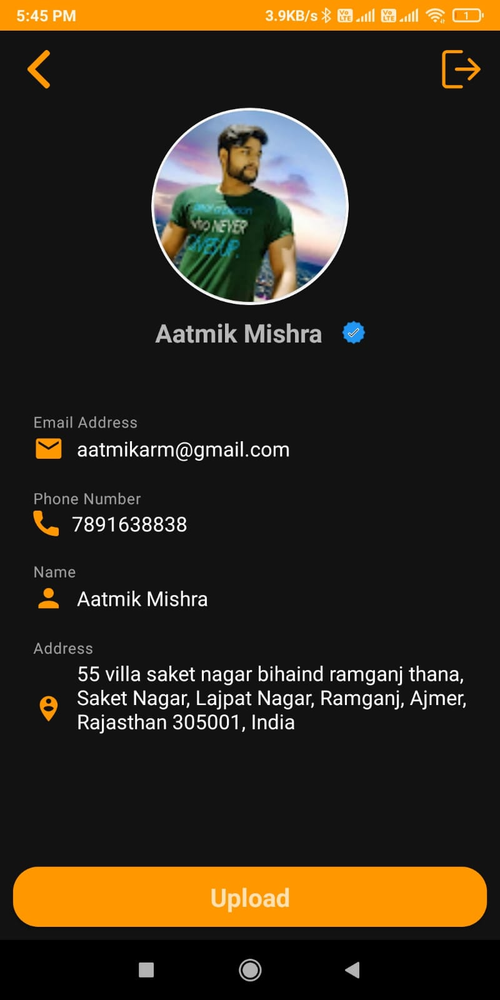 5:45 PM
3.9KB/s
Vo LTE
Vo LTE
1
who NEVER
GIVES UP.
Aatmik Mishra
Email Address
aatmikarm@gmail.com
Phone Number
7891638838
Name
Aatmik Mishra
Address
55 villa saket nagar bihaind ramganj thana,
Saket Nagar, Lajpat Nagar, Ramganj, Ajmer,
Rajasthan 305001, India
Upload